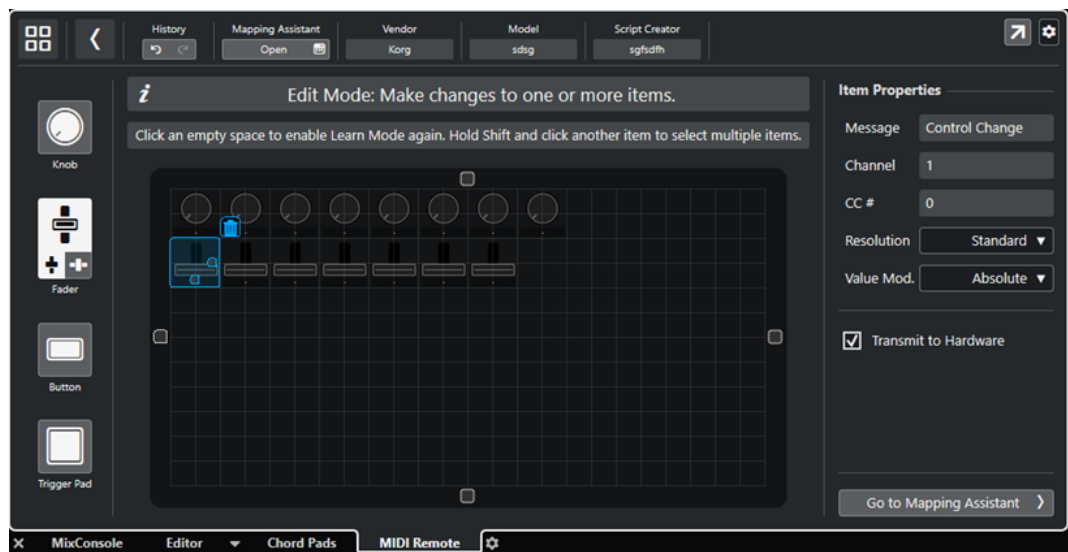 History
Mapping Assistant
Vendor
Model
Script Creator
Open
Korg
sdsg
sgfsdfh
i
Edit Mode: Make changes to one or more items.
Click an empty space to enable Learn Mode again. Hold Shift and click another item to select multiple items.
Knob
Fader
Button
Trigger Pad
Item Properties
Message Control Change
Channel 1
CC # 0
Resolution Standard
Value Mod. Absolute
Transmit to Hardware
Go to Mapping Assistant
MixConsole Editor Chord Pads MIDI Remote